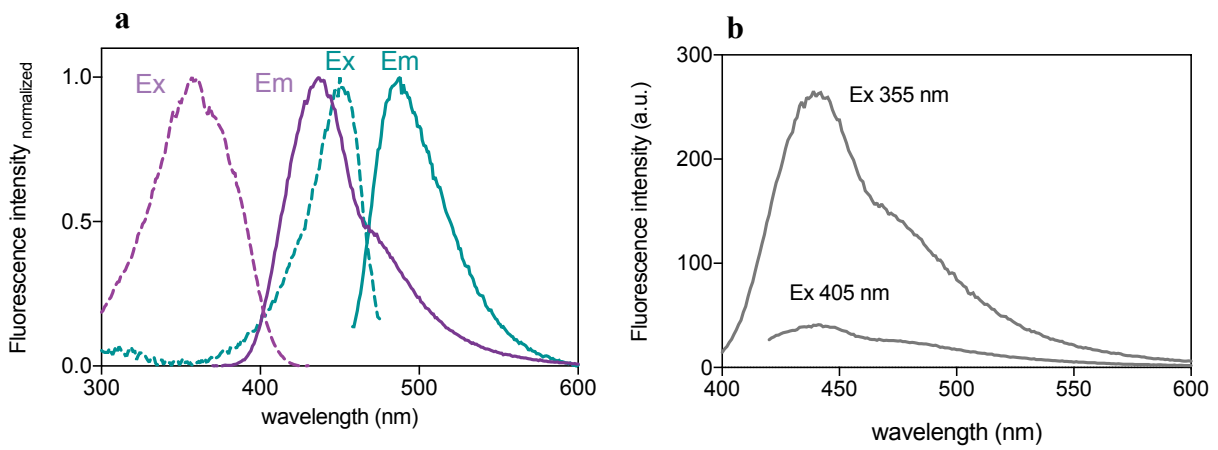 a
Ex
Em
Ex
Em
1.0
0.5
0.0
300
400
500
600
wavelength (nm)
Fluorescence intensity normalized
b
300
200
100
0
400
450
500
550
600
Ex 355 nm
Ex 405 nm
wavelength (nm)
Fluorescence intensity (a.u.)